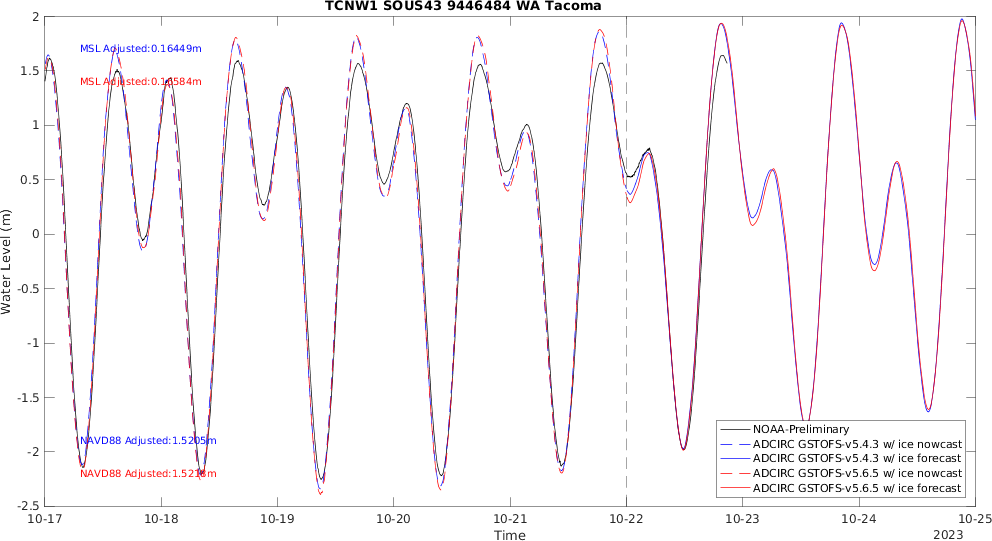 TCNW1 SOUS43 9446484 WA Tacoma
2
1.5
1
0.5
0
-0.5
-1
-1.5
-2
-2.5
Water Level (m)
MSL Adjusted:0.16449m
MSL Adjusted:
NAVD88 Adjusted:1.5205m
NAVD88
NOAA-Preliminary
ADCIRC GSTOFS-v5.4.3 w/ ice nowcast
ADCIRC GSTOFS-v5.4.3 w/ ice forecast
ADCIRC GSTOFS-v5.6.5 w/ ice nowcast
ADCIRC GSTOFS-v5.6.5 w/ ice forecast
10-17
10-18
10-19
10-20
10-21
10-22
10-23
10-24
10-25
Time
2023